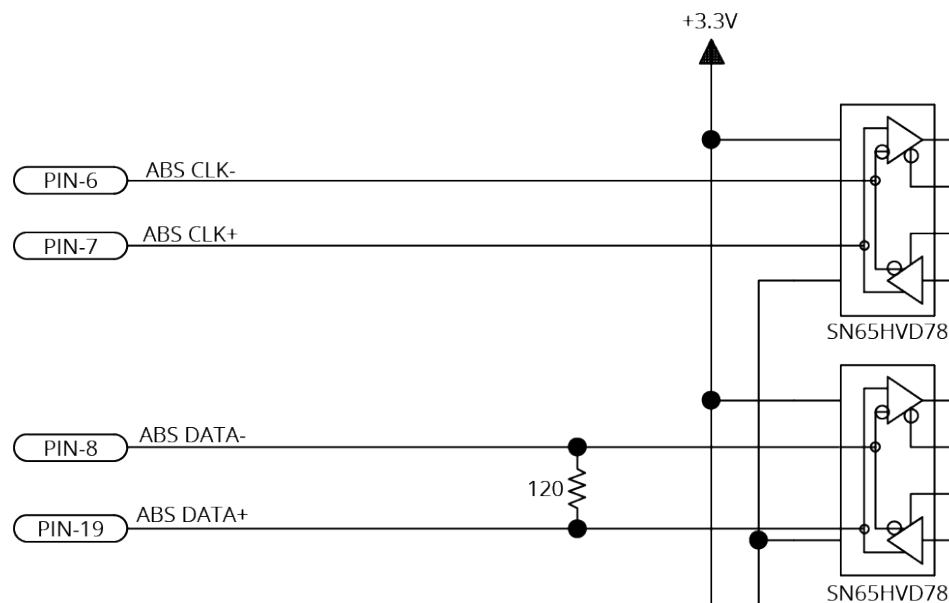 +3.3V
ABS CLK-
PIN-6
ABS CLK+
PIN-7
SN65HVD78
ABS DATA-
PIN-8
120
ABS DATA+
PIN-19
SN65HVD78